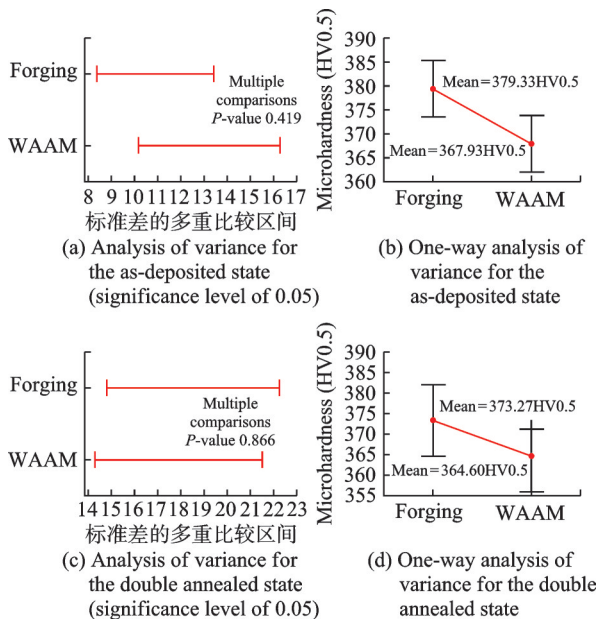 Forging
WAAM
Multiple
comparisons
P-value 0.419
8 9 10 11 12 13 14 15 16 17
标准差的多重比较区间
(a) Analysis of variance for
the as-deposited state
(significance level of 0.05)
Microhardness (HV0.5)
390
385
380
375
370
365
360
Mean=379.33HV0.5
Mean=367.93HV0.5
Forging WAAM
(b) One-way analysis of
variance for the
as-deposited state
Forging
WAAM
Multiple
comparisons
P-value 0.866
14 15 16 17 18 19 20 21 22 23
标准差的多重比较区间
(c) Analysis of variance for
the double annealed state
(significance level of 0.05)
Microhardness (HV0.5)
390
385
380
375
370
365
360
355
Mean=373.27HV0.5
Mean=364.60HV0.5
Forging WAAM
(d) One-way analysis of
variance for the double
annealed state